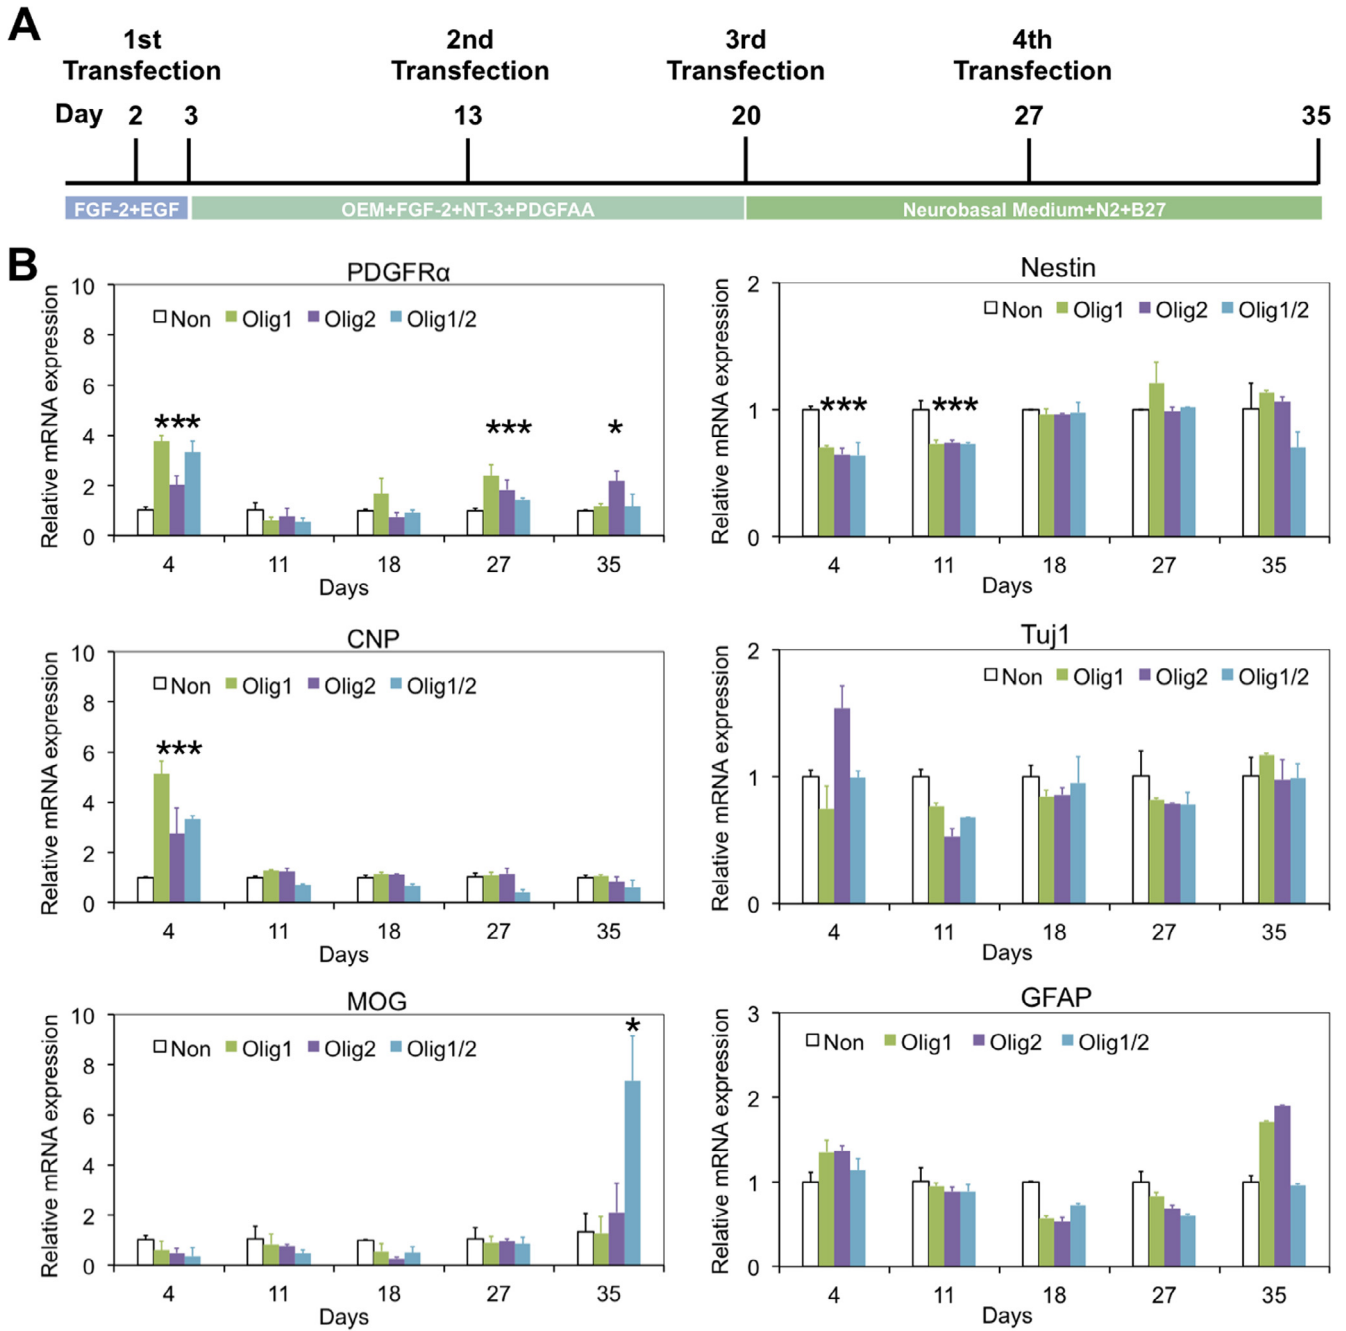 A
1st Transfection
2nd Transfection
3rd Transfection
4th Transfection
Day 2 3 13 20 27 35
FGF-2+EGF OEM+FGF-2+NT-3+PDGFAA Neurobasal Medium+N2+B27
B
PDGFRα
Relative mRNA expression
10
8
6
4
2
0
Non Olig1 Olig2 Olig1/2
*** *** *
4 11 18 27 35
Days
Nestin
Relative mRNA expression
2
1
0
Non Olig1 Olig2 Olig1/2
*** ***
4 11 18 27 35
Days
CNP
Relative mRNA expression
10
8
6
4
2
0
Non Olig1 Olig2 Olig1/2
***
4 11 18 27 35
Days
Tuj1
Relative mRNA expression
2
1
0
Non Olig1 Olig2 Olig1/2
4 11 18 27 35
Days
MOG
Relative mRNA expression
10
8
6
4
2
0
Non Olig1 Olig2 Olig1/2
*
4 11 18 27 35
Days
GFAP
Relative mRNA expression
3
2
1
0
Non Olig1 Olig2 Olig1/2
4 11 18 27 35
Days